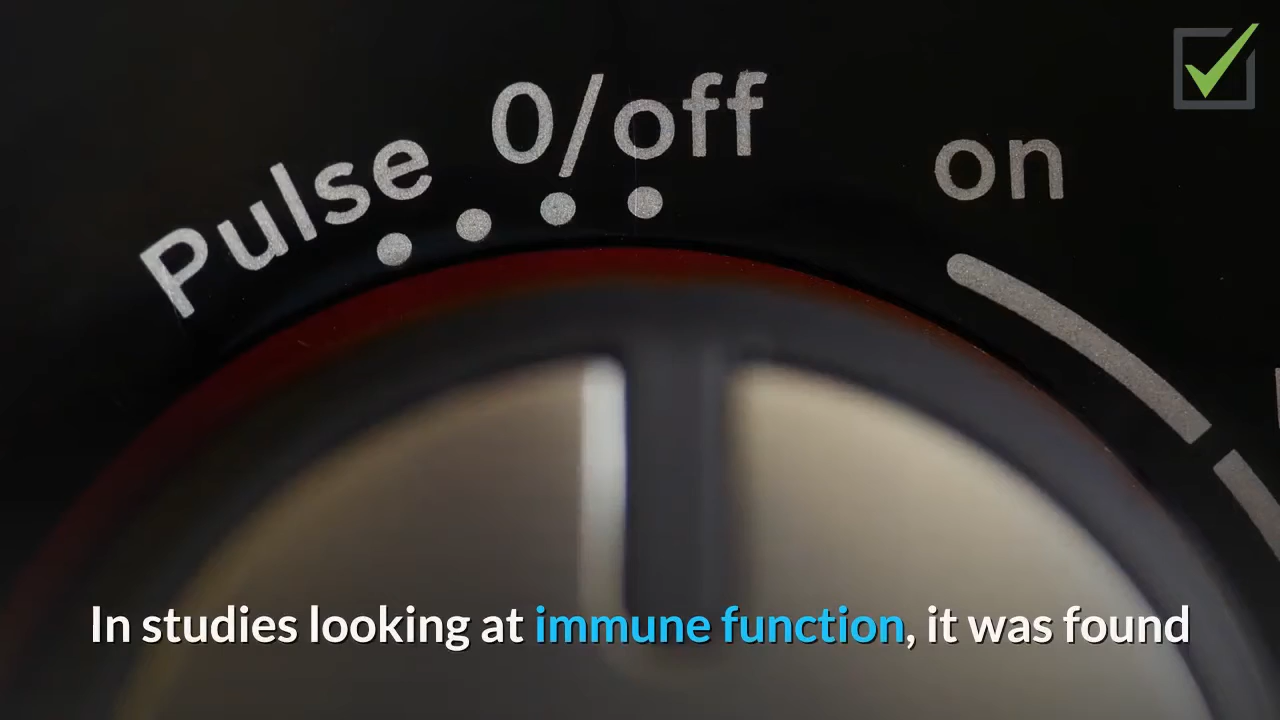 Pulse 0/off on
In studies looking at immune function, it was found